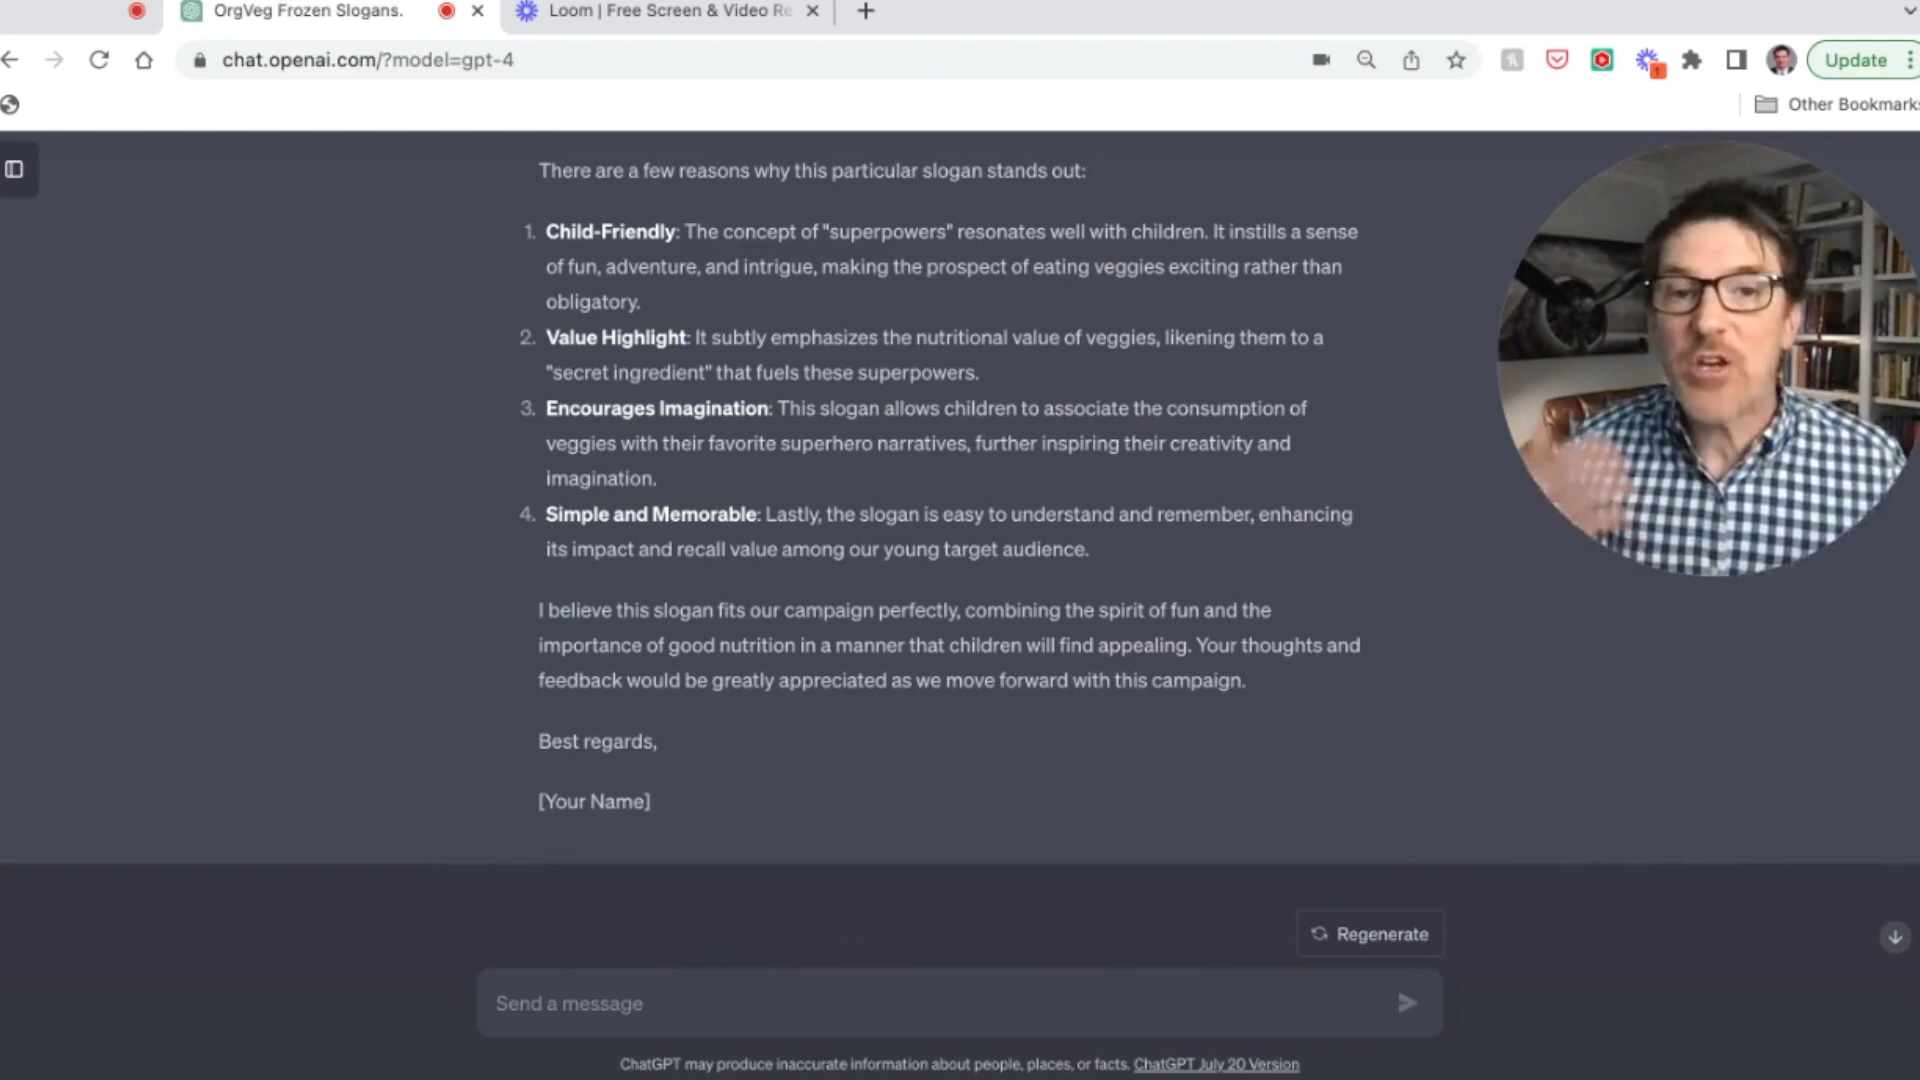 OrgVeg Frozen Slogans.
Loom | Free Screen & Video Re
chat.openai.com/?model=gpt-4
1
Update
Other Bookmarks
There are a few reasons why this particular slogan stands out:
1. Child-Friendly: The concept of "superpowers" resonates well with children. It instills a sense
of fun, adventure, and intrigue, making the prospect of eating veggies exciting rather than
obligatory.
2. Value Highlight: It subtly emphasizes the nutritional value of veggies, likening them to a
"secret ingredient" that fuels these superpowers.
3. Encourages Imagination: This slogan allows children to associate the consumption of
veggies with their favorite superhero narratives, further inspiring their creativity and
imagination.
4. Simple and Memorable: Lastly, the slogan is easy to understand and remember, enhancing
its impact and recall value among our young target audience.
I believe this slogan fits our campaign perfectly, combining the spirit of fun and the
importance of good nutrition in a manner that children will find appealing. Your thoughts and
feedback would be greatly appreciated as we move forward with this campaign.
Best regards,
[Your Name]
Regenerate
Send a message
ChatGPT may produce inaccurate information about people, places, or facts. ChatGPT July 20 Version